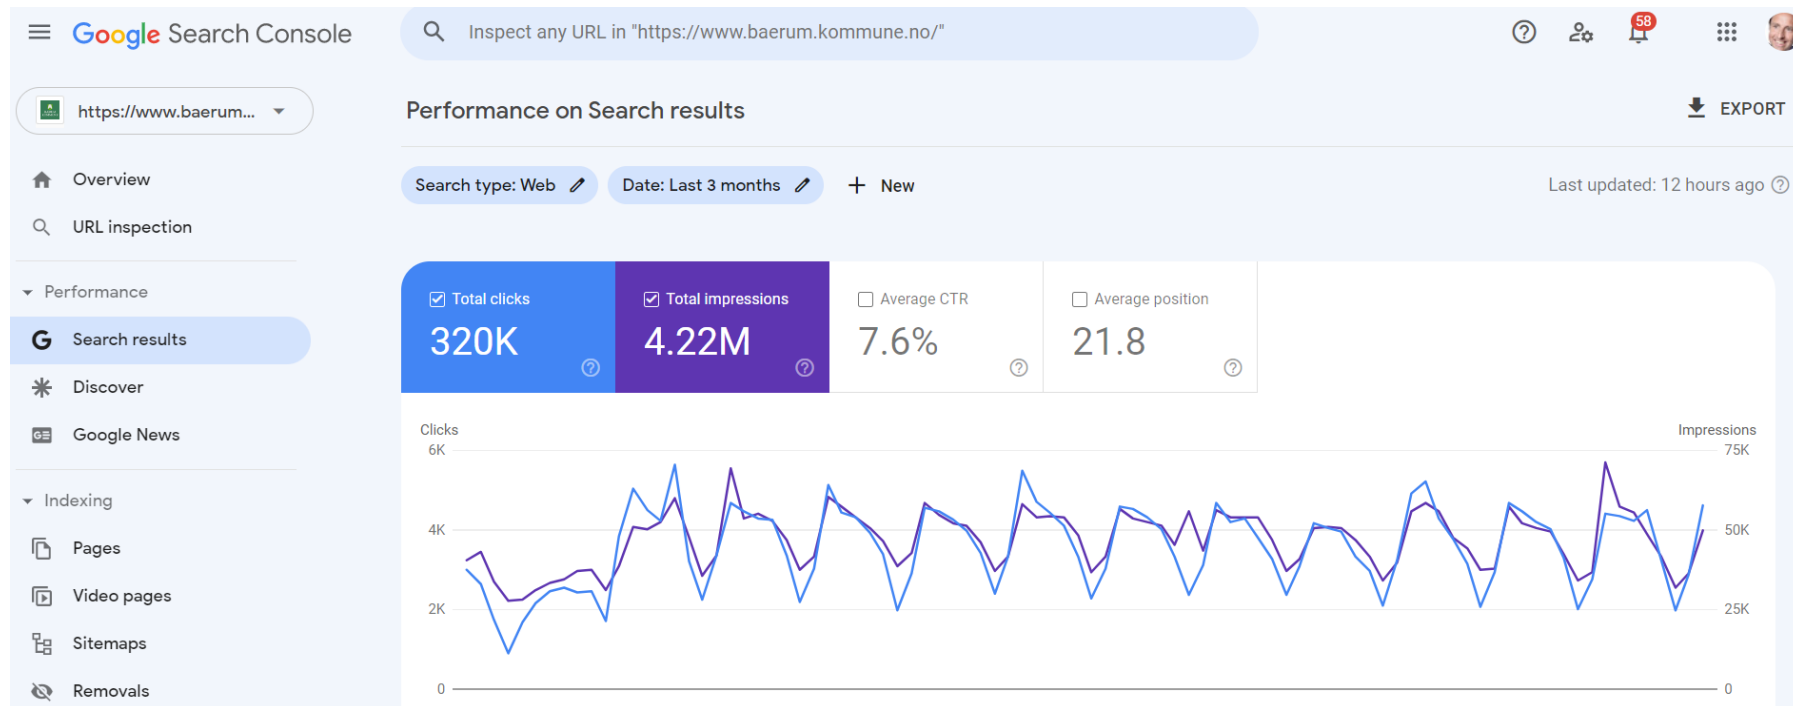 Google Search Console
Inspect any URL in "https://www.baerum.kommune.no/"
58
https://www.baerum...
Performance on Search results
EXPORT
Overview
URL inspection
Performance
Search results
Discover
Google News
Indexing
Pages
Video pages
Sitemaps
Removals
Search type: Web
Date: Last 3 months
+ New
Last updated: 12 hours ago
Total clicks
320K
Total impressions
4.22M
Average CTR
7.6%
Average position
21.8
Clicks
Impressions
6K
75K
4K
50K
2K
25K
0
0